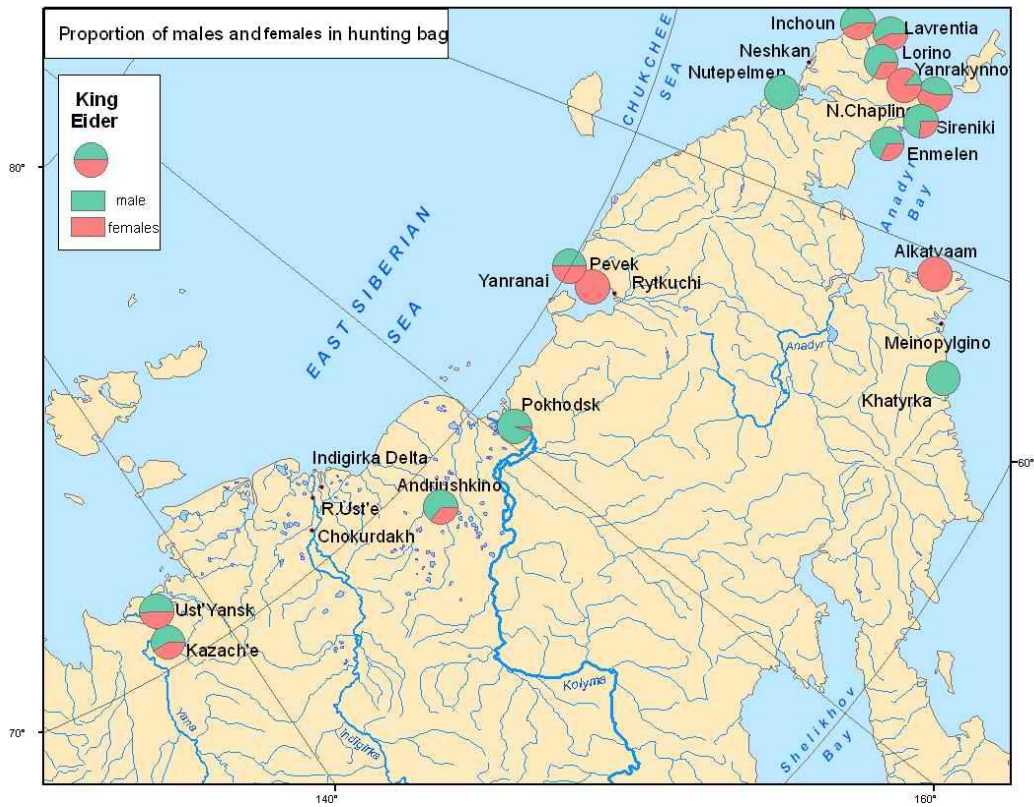 Proportion of males and females in hunting bag
King
Eider
male
females
Inchoun
Lavrentia
Neshkan
Lorino
Nutepelmen
Yanrakynnot
N.Chaplino
Sireniki
Enmelen
CHUKCHEE
SEA
Anadyr
Bay
80°
EAST SIBERIAN
SEA
Alkatvaam
Yanranai
Pevek
Rytkuchi
Anadyr
Meinopylgino
Khatyrka
Pokhodsk
60°
Indigirka Delta
Andriushkino
R.Ust'e
Chokurdakh
Ust'Yansk
Kazach'e
Kolyma
Yana
Indigirka
Shelikhov
Bay
70°
140°
160°